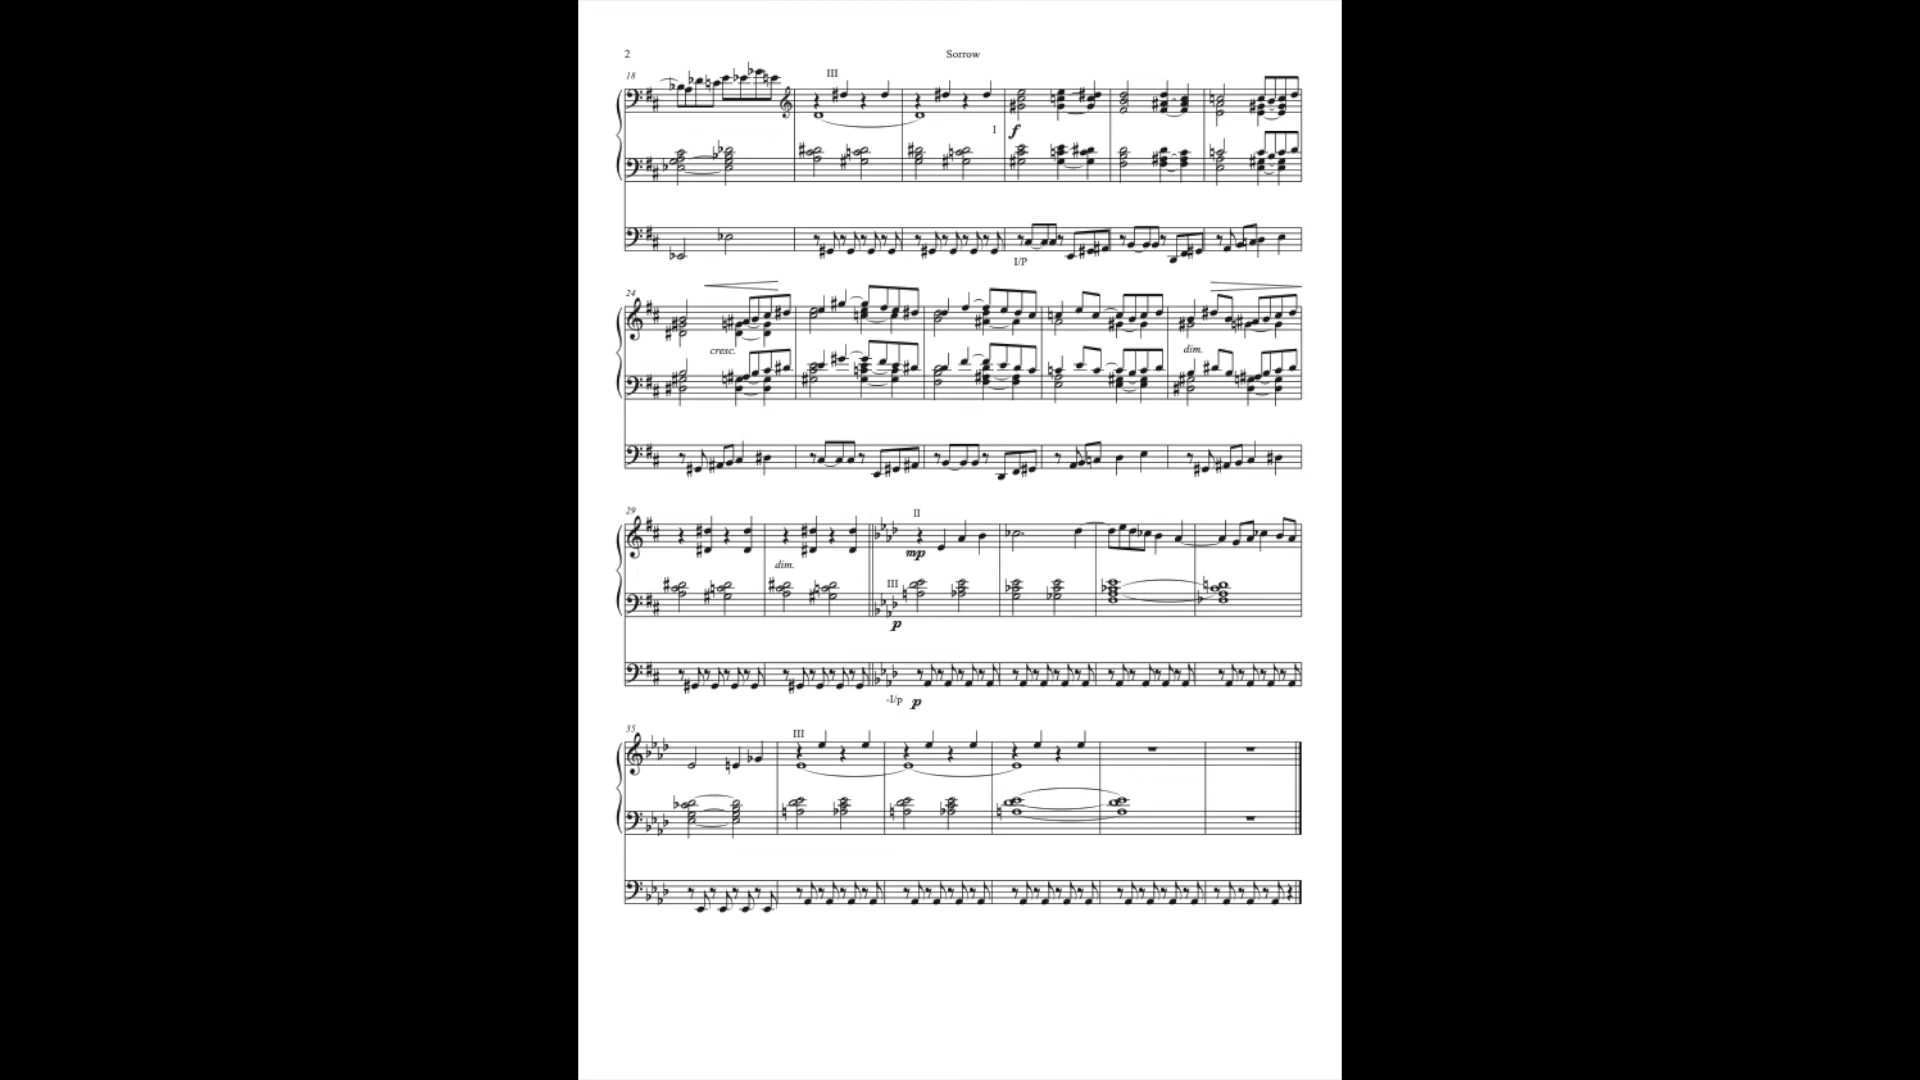 2 Sorrow
18 III
I f
I/P
24
cresc. dim.
29 II
mp
dim.
III
p
-I/p p
35 III